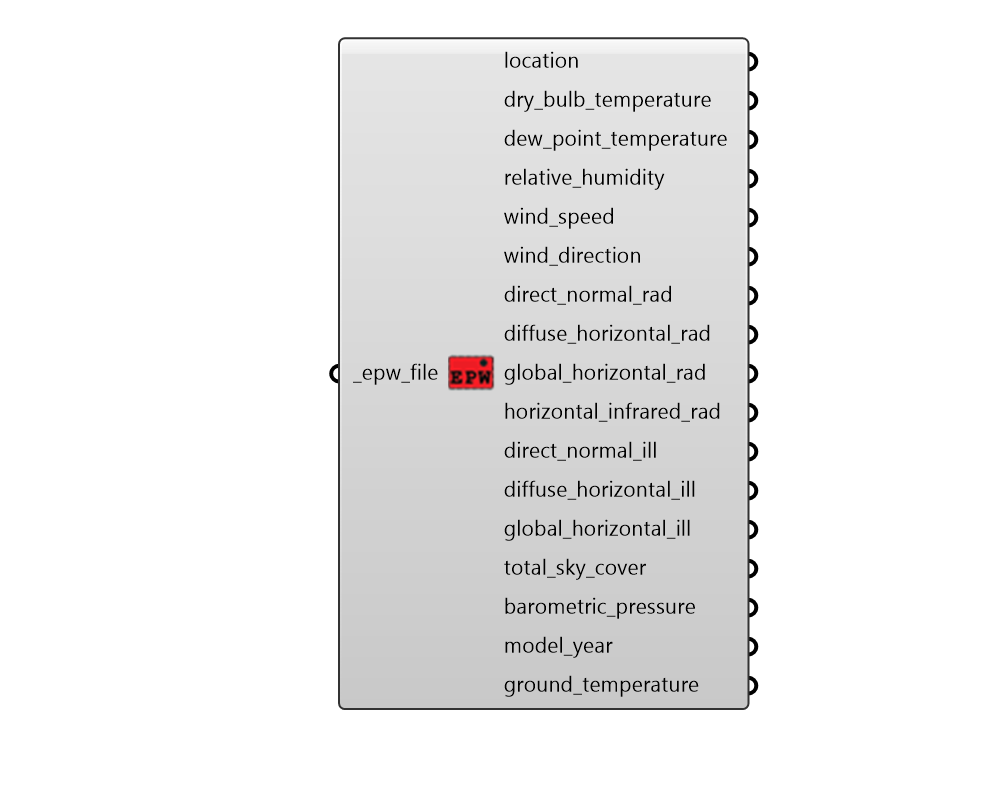 location
dry_bulb_temperature
dew_point_temperature
relative_humidity
wind_speed
wind_direction
direct_normal_rad
diffuse_horizontal_rad
_epw_file EPW global_horizontal_rad
horizontal_infrared_rad
direct_normal_ill
diffuse_horizontal_ill
global_horizontal_ill
total_sky_cover
barometric_pressure
model_year
ground_temperature